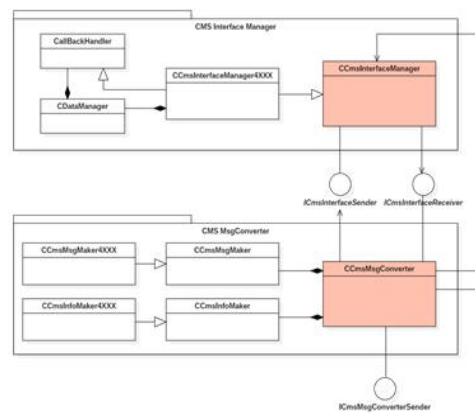 CMS Interface Manager
CallBackHandler
CCmsInterfaceManager4XXX
CCmsInterfaceManager
CDataManager
ICmsInterfaceSender
ICmsInterfaceReceiver
CMS MsgConverter
CCmsMsgMaker4XXX
CCmsMsgMaker
CCmsMsgConverter
CCmsInfoMaker4XXX
CCmsInfoMaker
ICmsMsgConverterSender